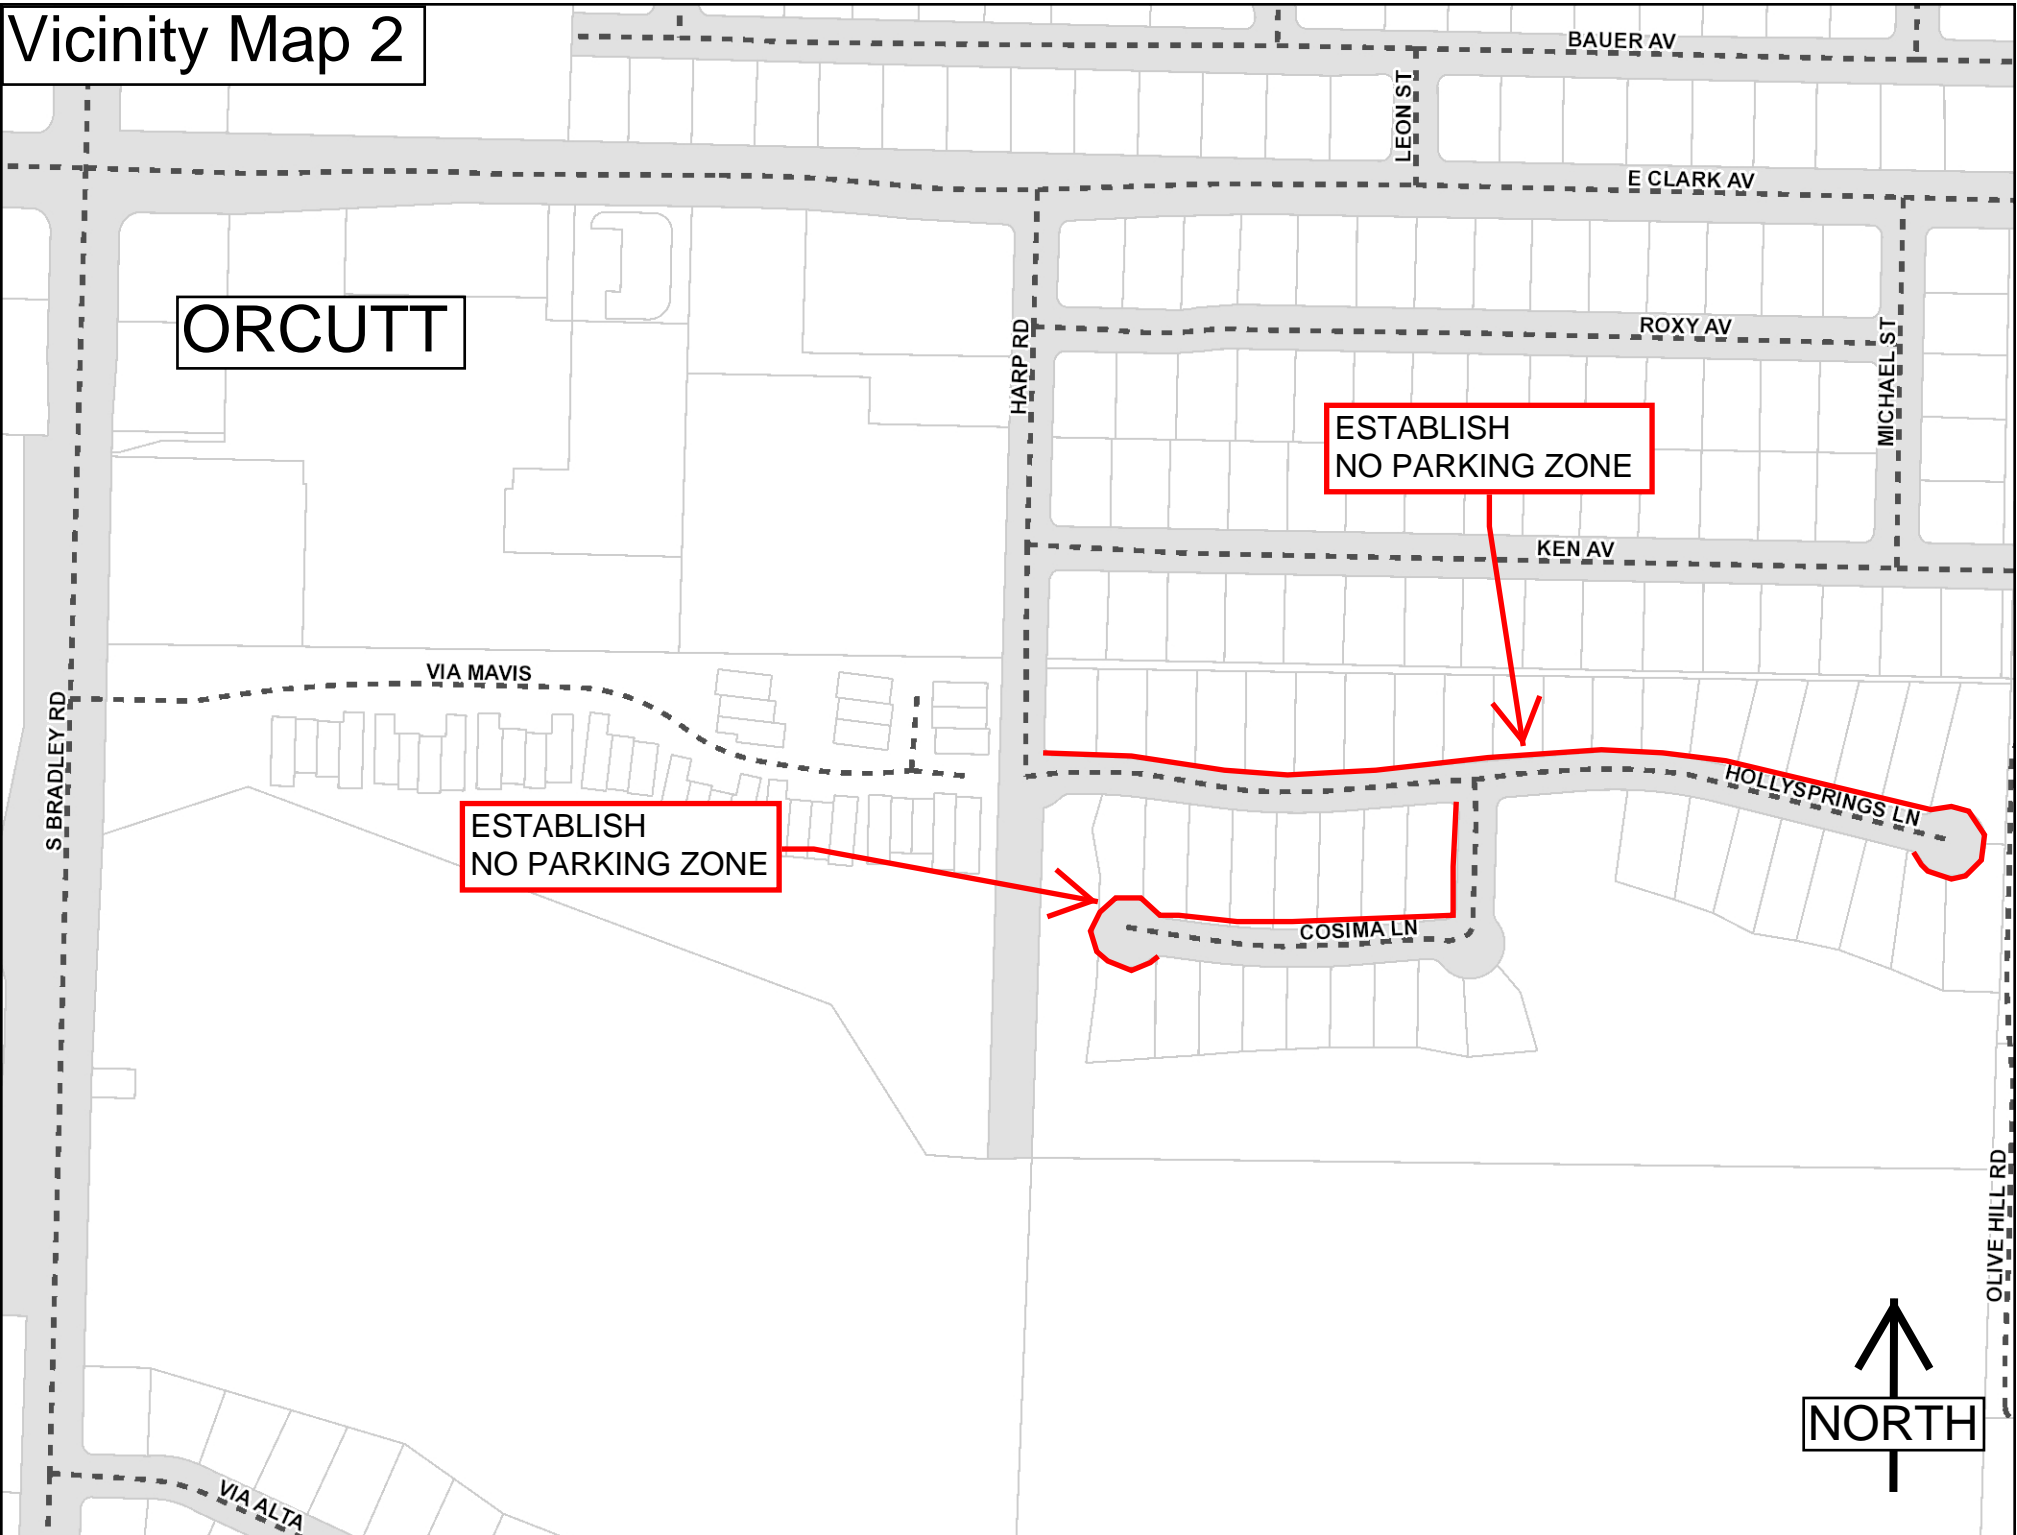 Vicinity Map 2
BAUER AV
LEON ST
E CLARK AV
ORCUTT
HARP RD
ROXY AV
MICHAEL ST
ESTABLISH
NO PARKING ZONE
KEN AV
VIA MAVIS
S BRADLEY RD
HOLLYSPRINGS LN
ESTABLISH
NO PARKING ZONE
COSIMA LN
OLIVE HILL RD
NORTH
VIA ALTA